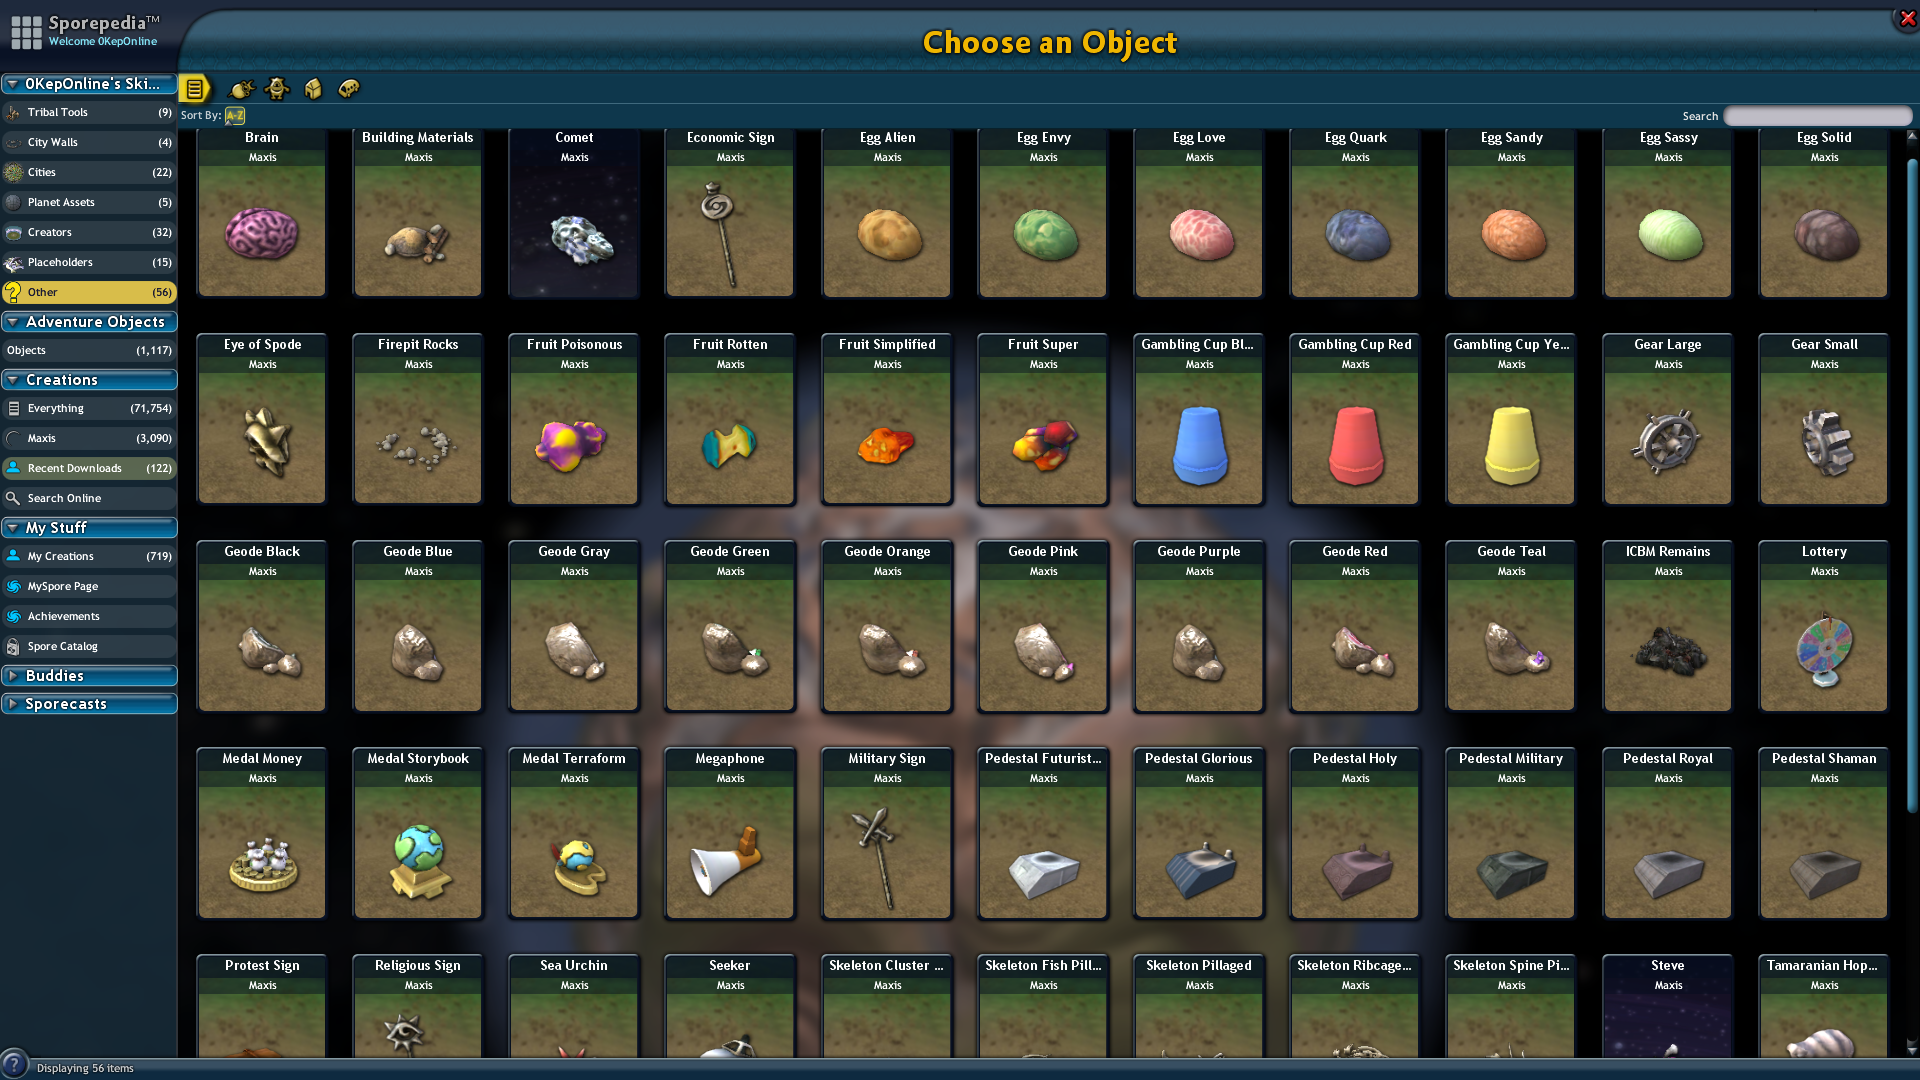 Sporepedia™
Welcome 0KepOnline
Choose an Object
0KepOnline's Ski...
Tribal Tools (9)
City Walls (4)
Cities (22)
Planet Assets (5)
Creators (32)
Placeholders (15)
Other (56)
Adventure Objects
Objects (1,117)
Creations
Everything (71,754)
Maxis (3,090)
Recent Downloads (122)
Search Online
My Stuff
My Creations (719)
MySpore Page
Achievements
Spore Catalog
Buddies
Sporecasts
Sort By: A-Z
Search
Brain
Maxis
Building Materials
Maxis
Comet
Maxis
Economic Sign
Maxis
Egg Alien
Maxis
Egg Envy
Maxis
Egg Love
Maxis
Egg Quark
Maxis
Egg Sandy
Maxis
Egg Sassy
Maxis
Egg Solid
Maxis
Eye of Spode
Maxis
Firepit Rocks
Maxis
Fruit Poisonous
Maxis
Fruit Rotten
Maxis
Fruit Simplified
Maxis
Fruit Super
Maxis
Gambling Cup Bl...
Maxis
Gambling Cup Red
Maxis
Gambling Cup Ye...
Maxis
Gear Large
Maxis
Gear Small
Maxis
Geode Black
Maxis
Geode Blue
Maxis
Geode Gray
Maxis
Geode Green
Maxis
Geode Orange
Maxis
Geode Pink
Maxis
Geode Purple
Maxis
Geode Red
Maxis
Geode Teal
Maxis
ICBM Remains
Maxis
Lottery
Maxis
Medal Money
Maxis
Medal Storybook
Maxis
Medal Terraform
Maxis
Megaphone
Maxis
Military Sign
Maxis
Pedestal Futurist...
Maxis
Pedestal Glorious
Maxis
Pedestal Holy
Maxis
Pedestal Military
Maxis
Pedestal Royal
Maxis
Pedestal Shaman
Maxis
Protest Sign
Maxis
Religious Sign
Maxis
Sea Urchin
Maxis
Seeker
Maxis
Skeleton Cluster ...
Maxis
Skeleton Fish Pill...
Maxis
Skeleton Pillaged
Maxis
Skeleton Ribcage...
Maxis
Skeleton Spine Pi...
Maxis
Steve
Maxis
Tamaranian Hop...
Maxis
? Displaying 56 items